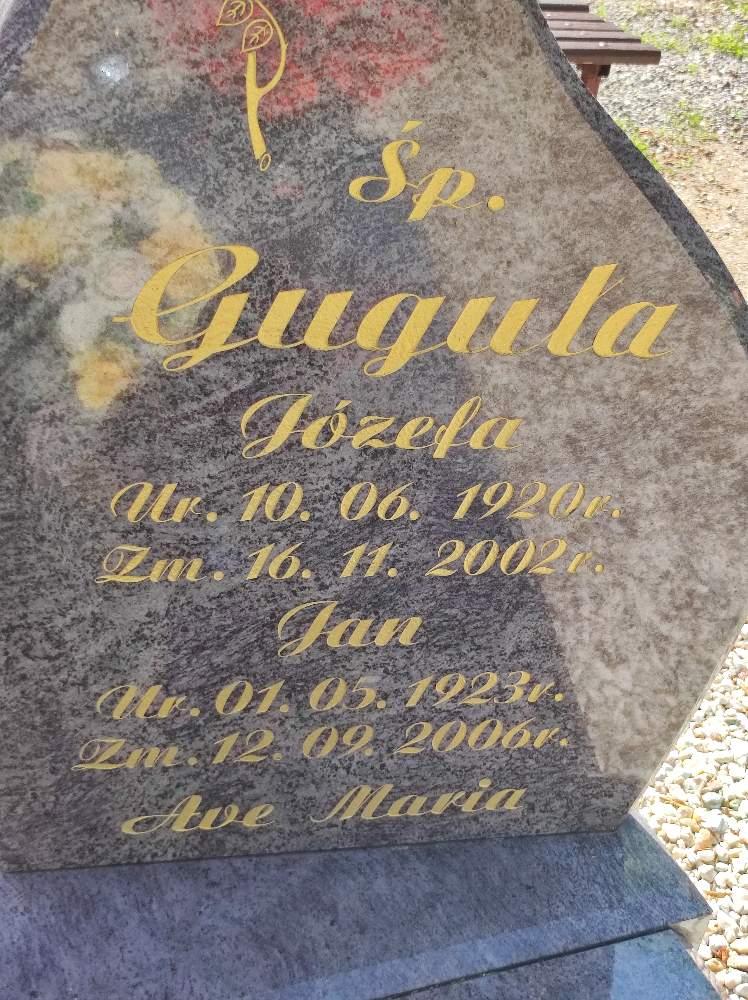 Śp.
Guguła
Józefa
Ur. 10. 06. 1920r.
Zm. 16. 11. 2002r.
Jan
Ur. 01. 05. 1923r.
Zm. 12. 09. 2006r.
Ave Maria